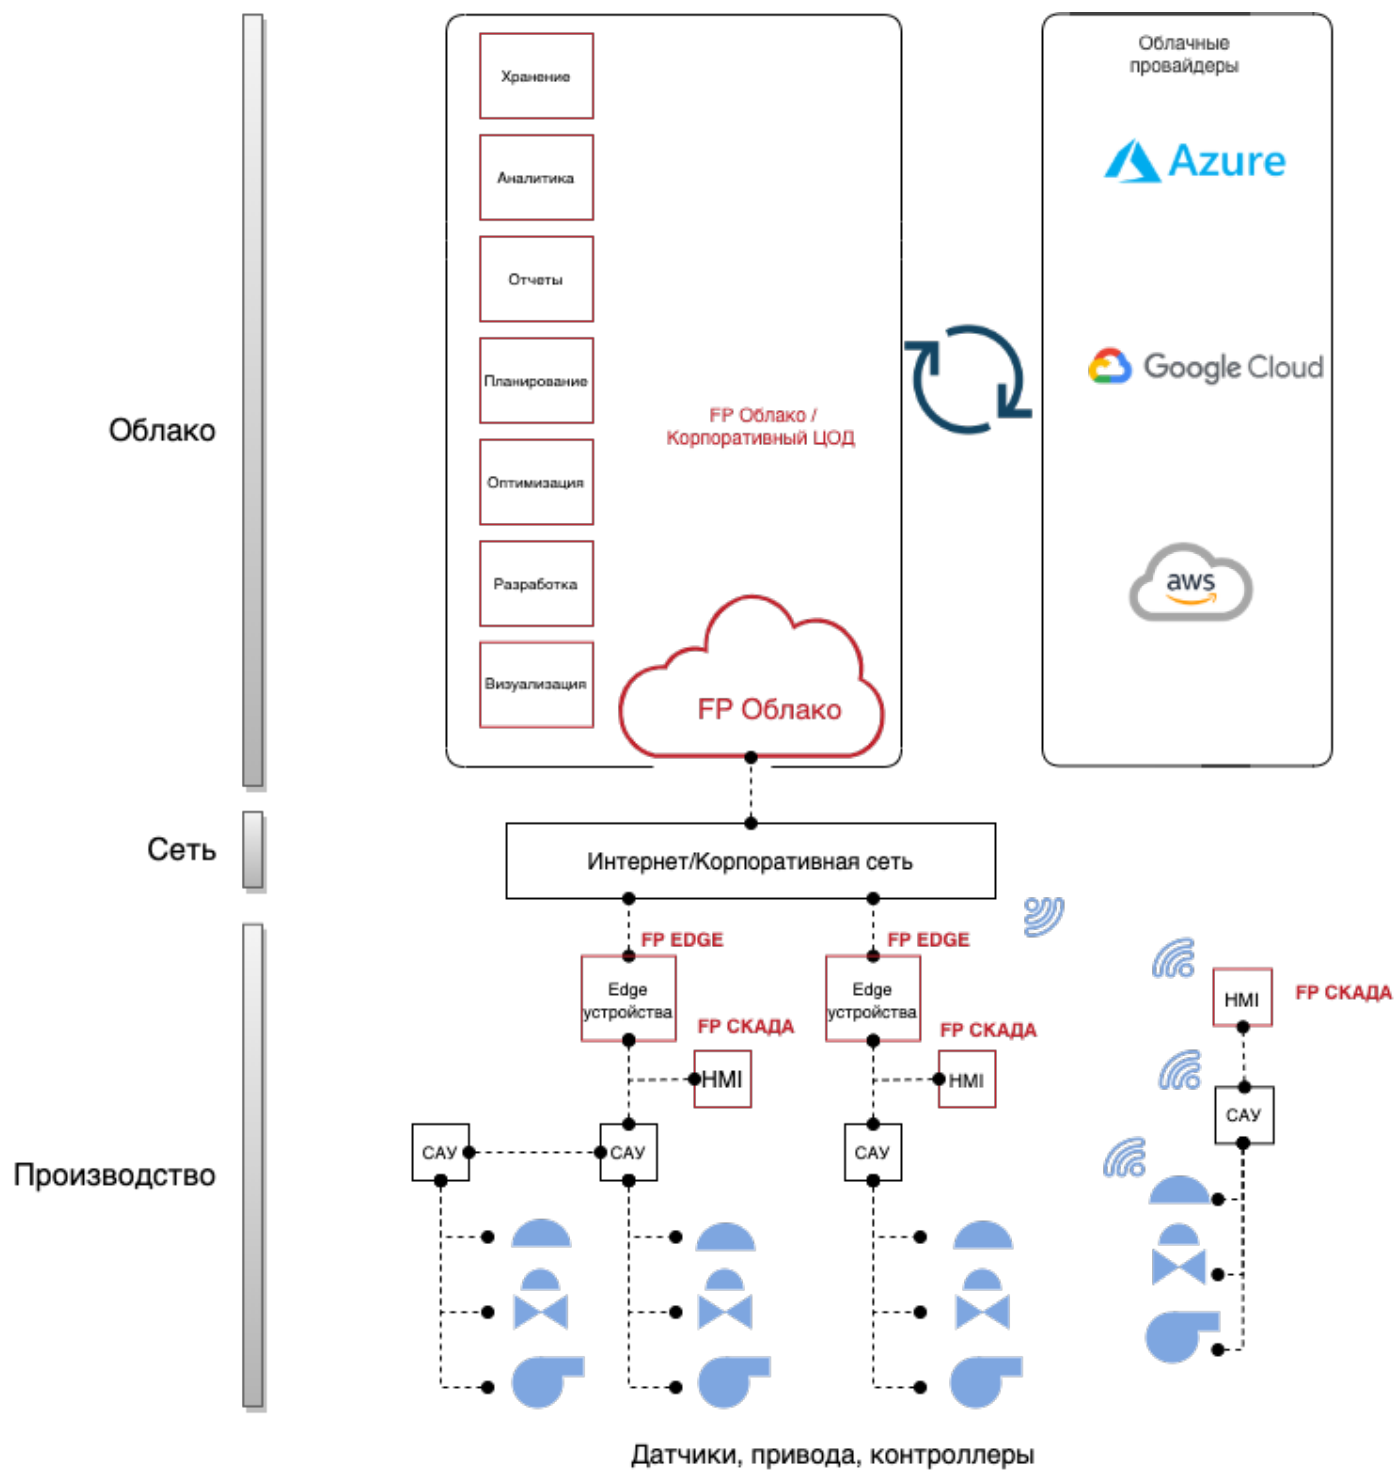 Облачные
провайдеры
Хранение
Azure
Аналитика
Отчеты
Google Cloud
Планирование
FP Облако /
Корпоративный ЦОД
Облако
Оптимизация
Разработка
aws
Визуализация
FP Облако
Сеть
Интернет/Корпоративная сеть
FP EDGE
FP EDGE
Edge
устройства
Edge
устройства
HMI
FP СКАДА
FP СКАДА
FP СКАДА
HMI
HMI
САУ
САУ
САУ
САУ
Производство
Датчики, привода, контроллеры